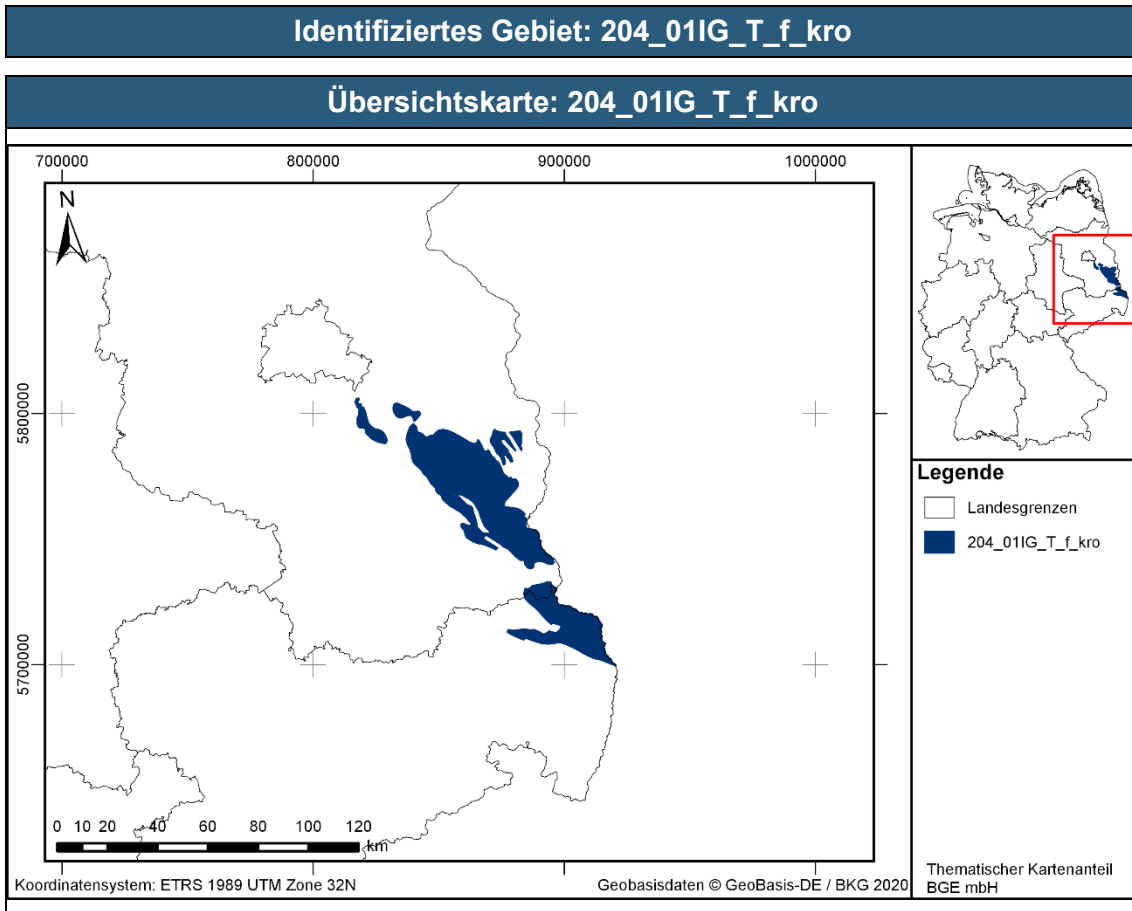 Identifiziertes Gebiet: 204_01IG_T_f_kro
Übersichtskarte: 204_01IG_T_f_kro
700000 800000 900000 1000000
N
5800000
5700000
0 10 20 40 60 80 100 120
km
Koordinatensystem: ETRS 1989 UTM Zone 32N
Geobasisdaten © GeoBasis-DE / BKG 2020
Legende
Landesgrenzen
204_01IG_T_f_kro
Thematischer Kartenanteil
BGE mbH